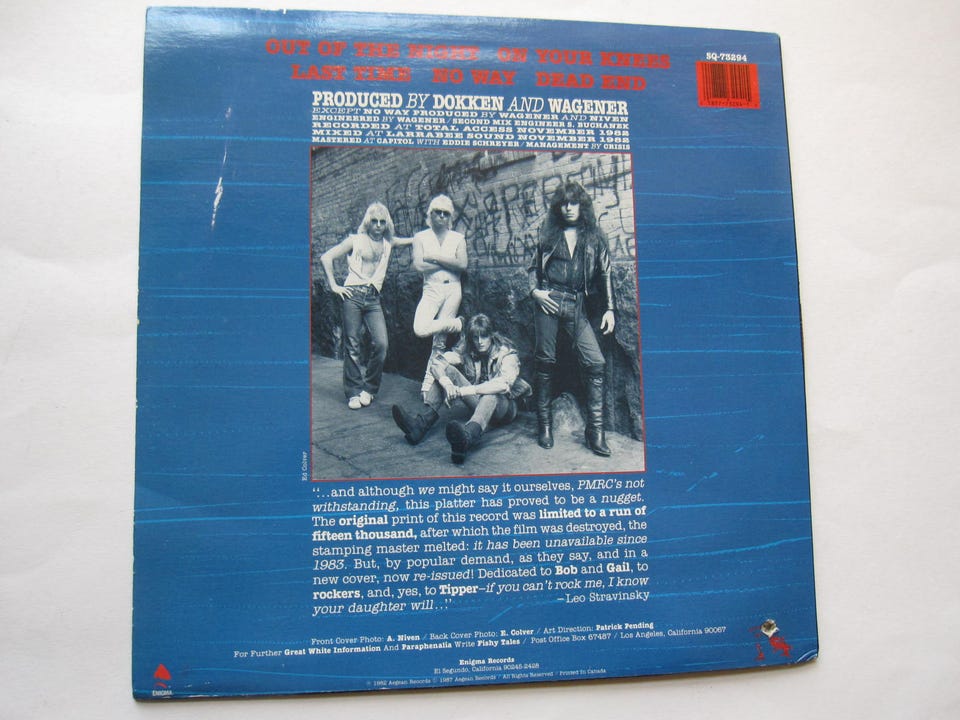 OUT OF THE NIGHT ON YOUR KNEES
LAST TIME NO WAY DEAD END
SQ-73294
PRODUCED BY DOKKEN AND WAGENER
EXCEPT NO WAY PRODUCED BY WAGENER AND NIVEN
ENGINEERED BY WAGENER / SECOND MIX ENGINEER S. BUCHANEK
RECORDED AT TOTAL ACCESS NOVEMBER 1982
MIXED AT LARRABEE SOUND NOVEMBER 1982
MASTERED AT CAPITOL WITH EDDIE SCHREYER / MANAGEMENT BY CRISIS
Ed Colver
"...and although we might say it ourselves, PMRC's not
withstanding, this platter has proved to be a nugget.
The original print of this record was limited to a run of
fifteen thousand, after which the film was destroyed, the
stamping master melted: it has been unavailable since
1983. But, by popular demand, as they say, and in a
new cover, now re-issued! Dedicated to Bob and Gail, to
rockers, and, yes, to Tipper—if you can't rock me, I know
your daughter will..."
—Leo Stravinsky
Front Cover Photo: A. Niven / Back Cover Photo: E. Colver / Art Direction: Patrick Pending
For Further Great White Information And Paraphenalia Write Fishy Tales / Post Office Box 67487 / Los Angeles, California 90067
Enigma Records
El Segundo, California 90245-2428
℗ 1982 Aegean Records © 1987 Aegean Records / All Rights Reserved / Printed In Canada
ENIGMA